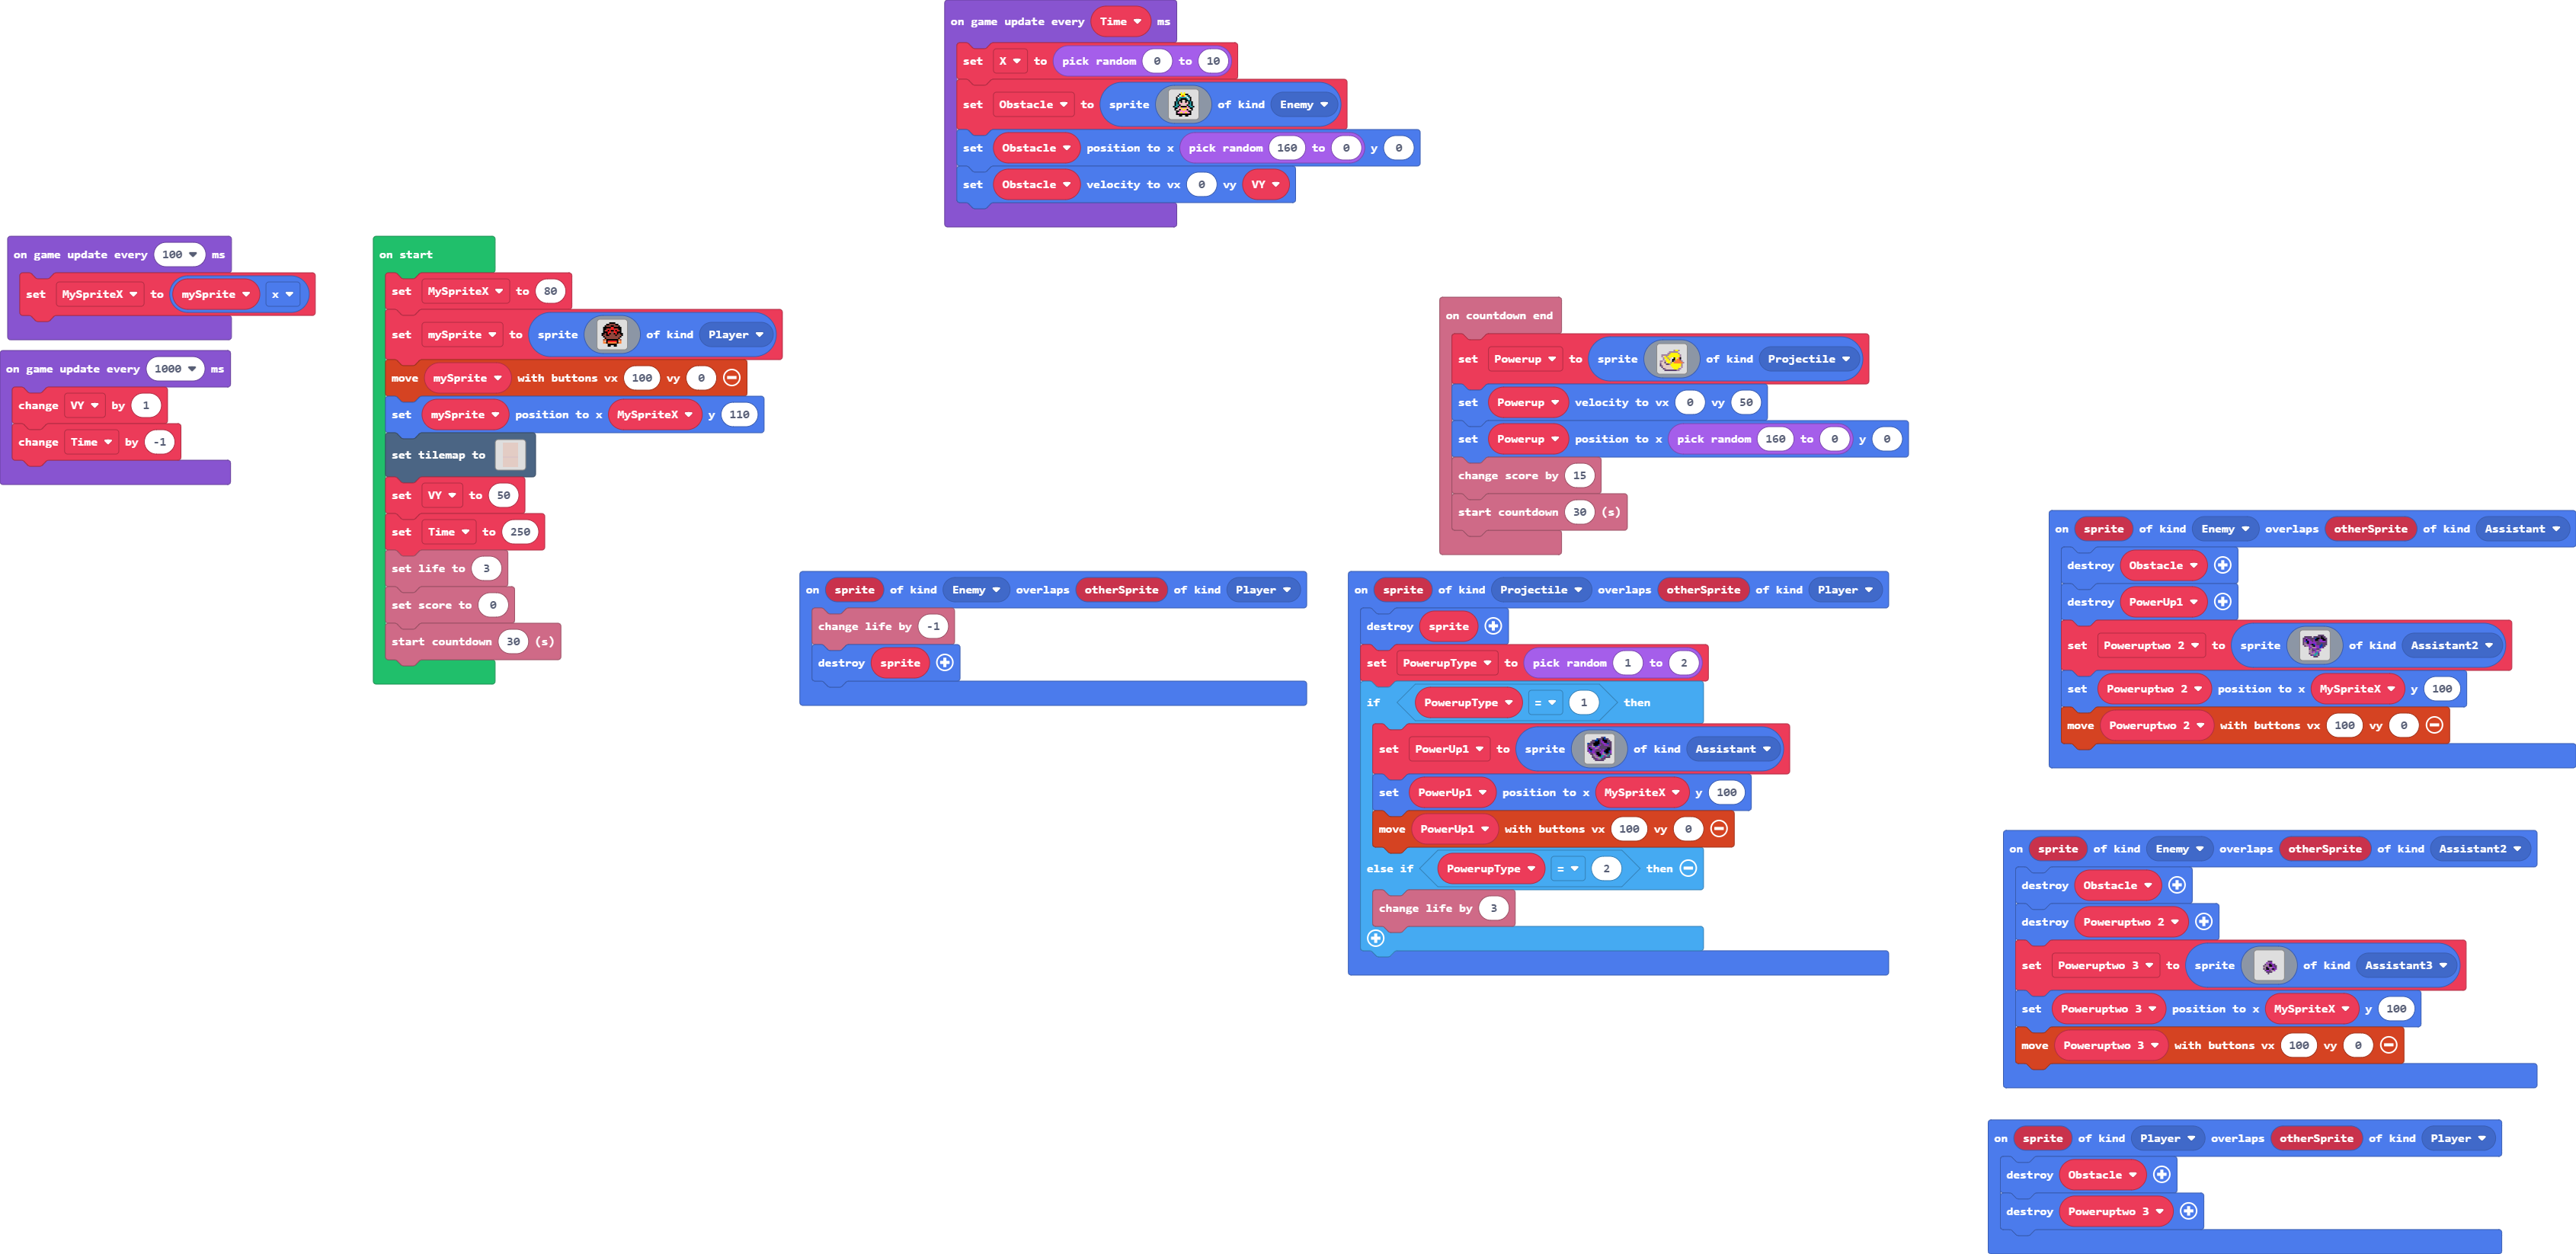 on game update every Time ms
set X to pick random 0 to 10
set Obstacle to sprite of kind Enemy
set Obstacle position to x pick random 160 to 0 y 0
set Obstacle velocity to vx 0 vy VY
on game update every 100 ms
set MySpriteX to mySprite x
on game update every 1000 ms
change VY by 1
change Time by -1
on start
set MySpriteX to 80
set mySprite to sprite of kind Player
move mySprite with buttons vx 100 vy 0
set mySprite position to x MySpriteX y 110
set tilemap to
set VY to 50
set Time to 250
set life to 3
set score to 0
start countdown 30 (s)
on sprite of kind Enemy overlaps otherSprite of kind Player
change life by -1
destroy sprite
on countdown end
set Powerup to sprite of kind Projectile
set Powerup velocity to vx 0 vy 50
set Powerup position to x pick random 160 to 0 y 0
change score by 15
start countdown 30 (s)
on sprite of kind Projectile overlaps otherSprite of kind Player
destroy sprite
set PowerupType to pick random 1 to 2
if PowerupType = 1 then
set PowerUp1 to sprite of kind Assistant
set PowerUp1 position to x MySpriteX y 100
move PowerUp1 with buttons vx 100 vy 0
else if PowerupType = 2 then
change life by 3
on sprite of kind Enemy overlaps otherSprite of kind Assistant
destroy Obstacle
destroy PowerUp1
set Poweruptwo 2 to sprite of kind Assistant2
set Poweruptwo 2 position to x MySpriteX y 100
move Poweruptwo 2 with buttons vx 100 vy 0
on sprite of kind Enemy overlaps otherSprite of kind Assistant2
destroy Obstacle
destroy Poweruptwo 2
set Poweruptwo 3 to sprite of kind Assistant3
set Poweruptwo 3 position to x MySpriteX y 100
move Poweruptwo 3 with buttons vx 100 vy 0
on sprite of kind Player overlaps otherSprite of kind Player
destroy Obstacle
destroy Poweruptwo 3